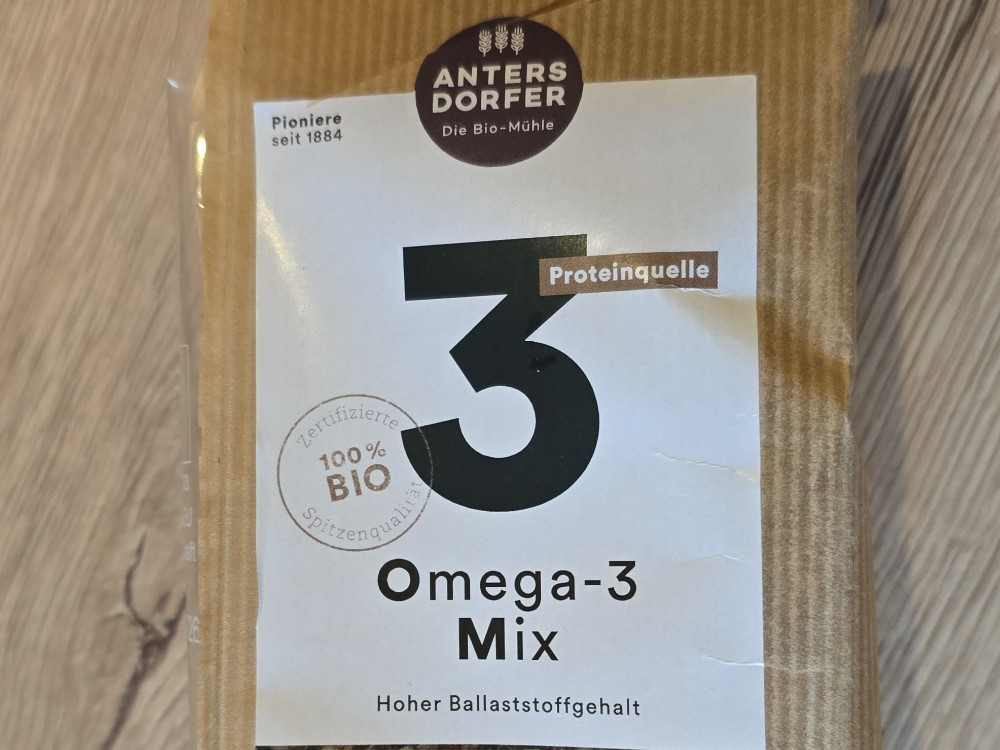 ANTERS
DORFER
Die Bio-Mühle
Pioniere
seit 1884
3
Proteinquelle
Zertifizierte
100%
BIO
Spitzenqualität
Omega-3
Mix
Hoher Ballaststoffgehalt